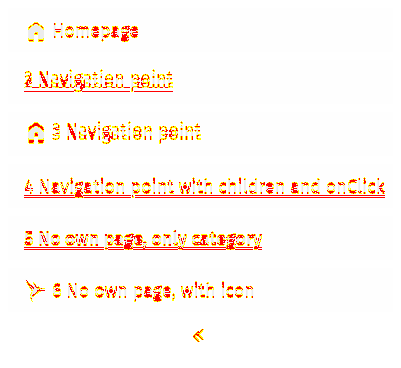 Homepage
2 Navigation point
3 Navigation point
4 Navigation point with children and onClick
5 No own page, only category
6 No own page, with icon